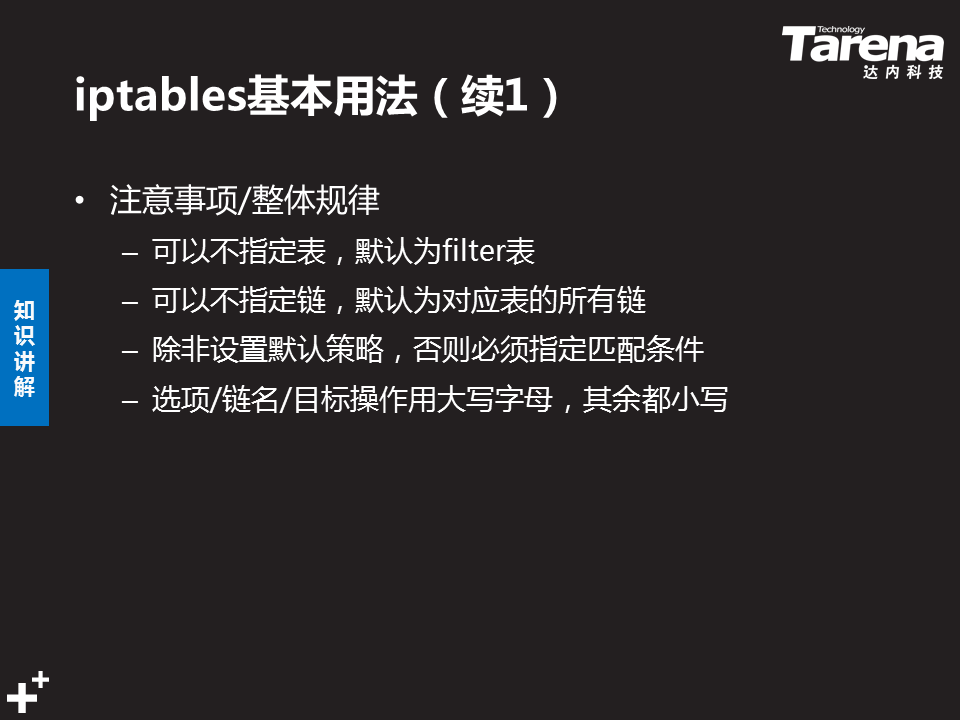 Technology
Tarena
达内科技
iptables基本用法（续1）
• 注意事项/整体规律
– 可以不指定表，默认为filter表
– 可以不指定链，默认为对应表的所有链
– 除非设置默认策略，否则必须指定匹配条件
– 选项/链名/目标操作用大写字母，其余都小写
知识讲解